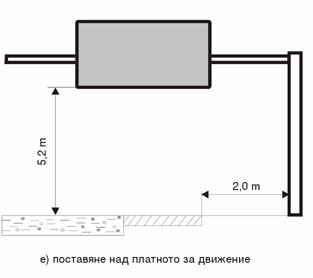 5,2 m
2,0 m
е) поставяне над платното за движение